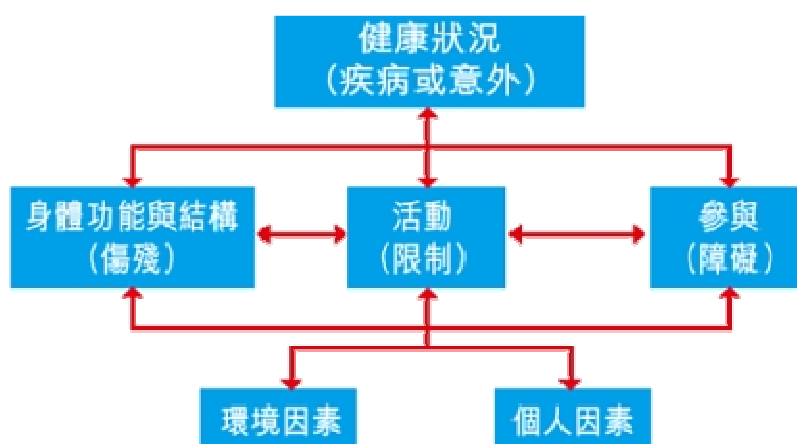 健康狀況
(疾病或意外)
身體功能與結構
(傷殘)
活動
(限制)
參與
(障礙)
環境因素
個人因素